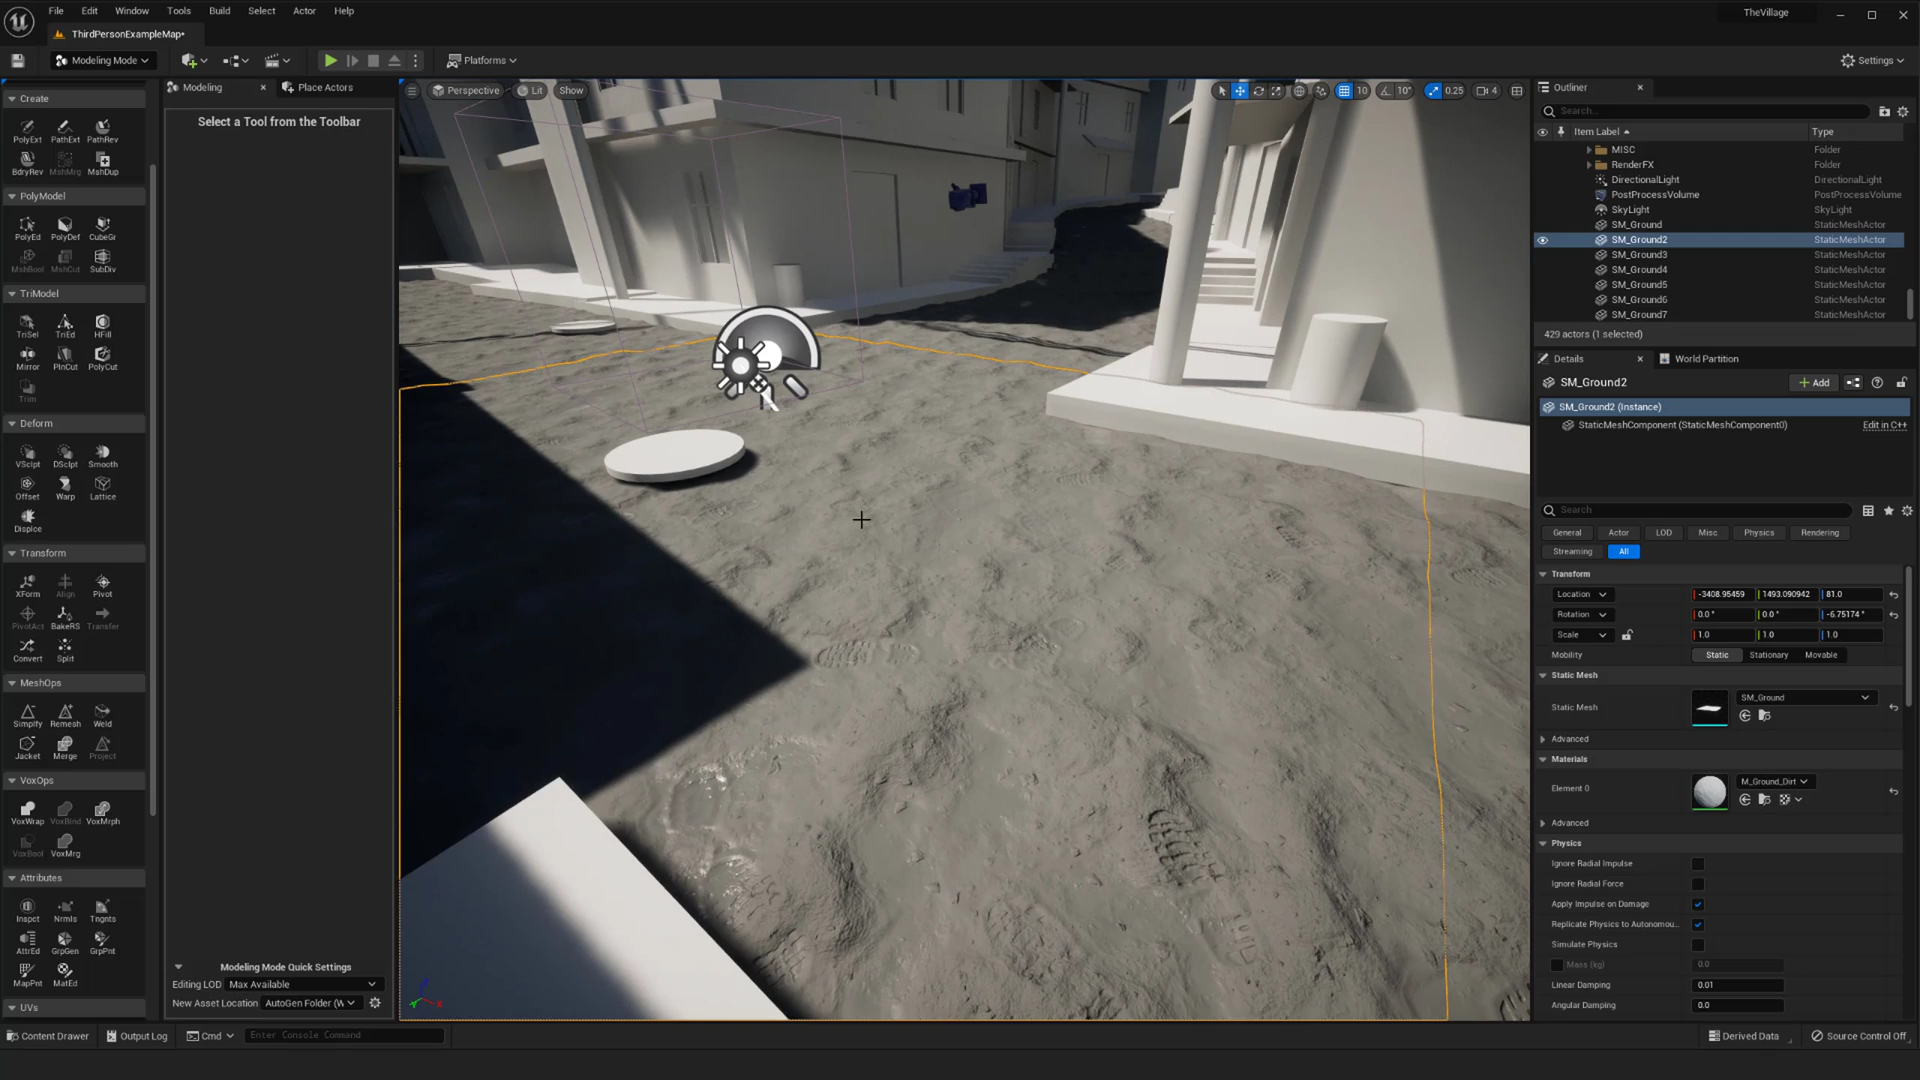 File Edit Window Tools Build Select Actor Help
TheVillage
ThirdPersonExampleMap*
Modeling Mode
Platforms
Settings
Create
PolyExt PathExt PathRev
BdryRev MshMrg MshDup
PolyModel
PolyEd PolyDef CubeGr
MshBool MshCut SubDiv
TriModel
TriSel TriEd HFill
Mirror PlnCut PolyCut
Trim
Deform
VSclpt DSclpt Smooth
Offset Warp Lattice
Displce
Transform
XForm Align Pivot
PivotAct BakeRS Transfer
Convert Split
MeshOps
Simplfy Remesh Weld
Jacket Merge Project
VoxOps
VoxWrap VoxBlnd VoxMrph
VoxBool VoxMrg
Attributes
Inspct Nrmls Tngnts
AttrEd GrpGen GrpPnt
MapPnt MatEd
UVs
Modeling
Place Actors
Select a Tool from the Toolbar
Modeling Mode Quick Settings
Editing LOD Max Available
New Asset Location AutoGen Folder (W
Perspective Lit Show
10 10° 0.25 4
Outliner
Search...
Item Label Type
MISC Folder
RenderFX Folder
DirectionalLight DirectionalLight
PostProcessVolume PostProcessVolume
SkyLight SkyLight
SM_Ground StaticMeshActor
SM_Ground2 StaticMeshActor
SM_Ground3 StaticMeshActor
SM_Ground4 StaticMeshActor
SM_Ground5 StaticMeshActor
SM_Ground6 StaticMeshActor
SM_Ground7 StaticMeshActor
429 actors (1 selected)
Details
World Partition
SM_Ground2
+ Add
SM_Ground2 (Instance)
StaticMeshComponent (StaticMeshComponent0) Edit in C++
Search
General Actor LOD Misc Physics Rendering
Streaming All
Transform
Location -3408.95459 1493.090942 81.0
Rotation 0.0 ° 0.0 ° -6.75174 °
Scale 1.0 1.0 1.0
Mobility Static Stationary Movable
Static Mesh
Static Mesh SM_Ground
Advanced
Materials
Element 0 M_Ground_Dirt
Advanced
Physics
Ignore Radial Impulse
Ignore Radial Force
Apply Impulse on Damage
Replicate Physics to Autonomou...
Simulate Physics
Mass (kg) 0.0
Linear Damping 0.01
Angular Damping 0.0
Content Drawer Output Log Cmd Enter Console Command
Derived Data Source Control Off